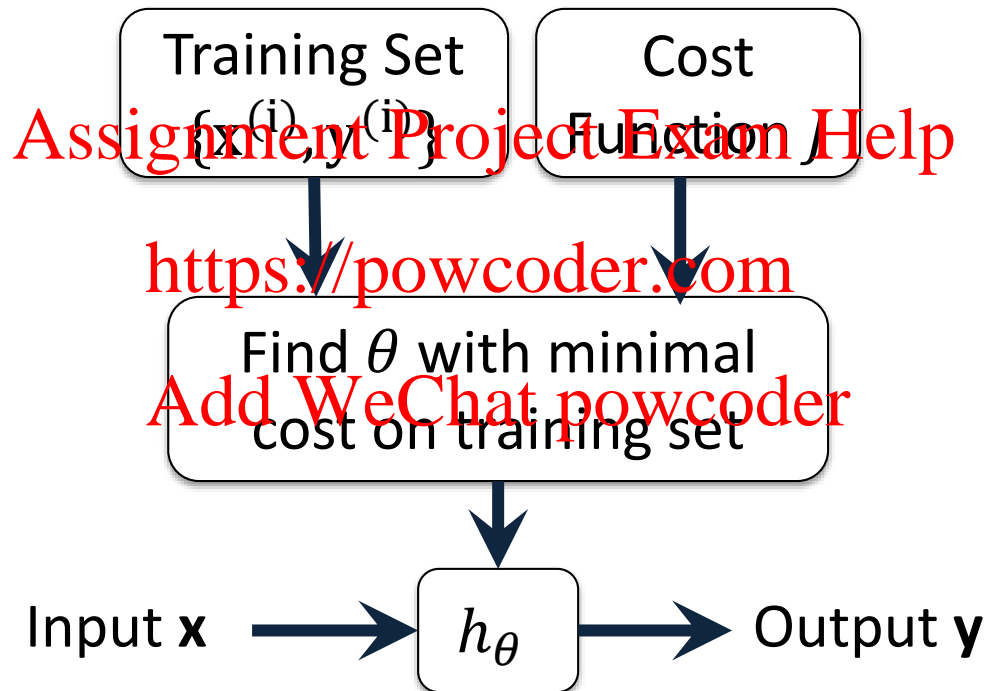 Training Set
{x⁽ⁱ⁾,y⁽ⁱ⁾}
Cost
Function J
Assignment Project Exam Help
https://powcoder.com
Find θ with minimal
cost on training set
Add WeChat powcoder
Input x
h_θ
Output y